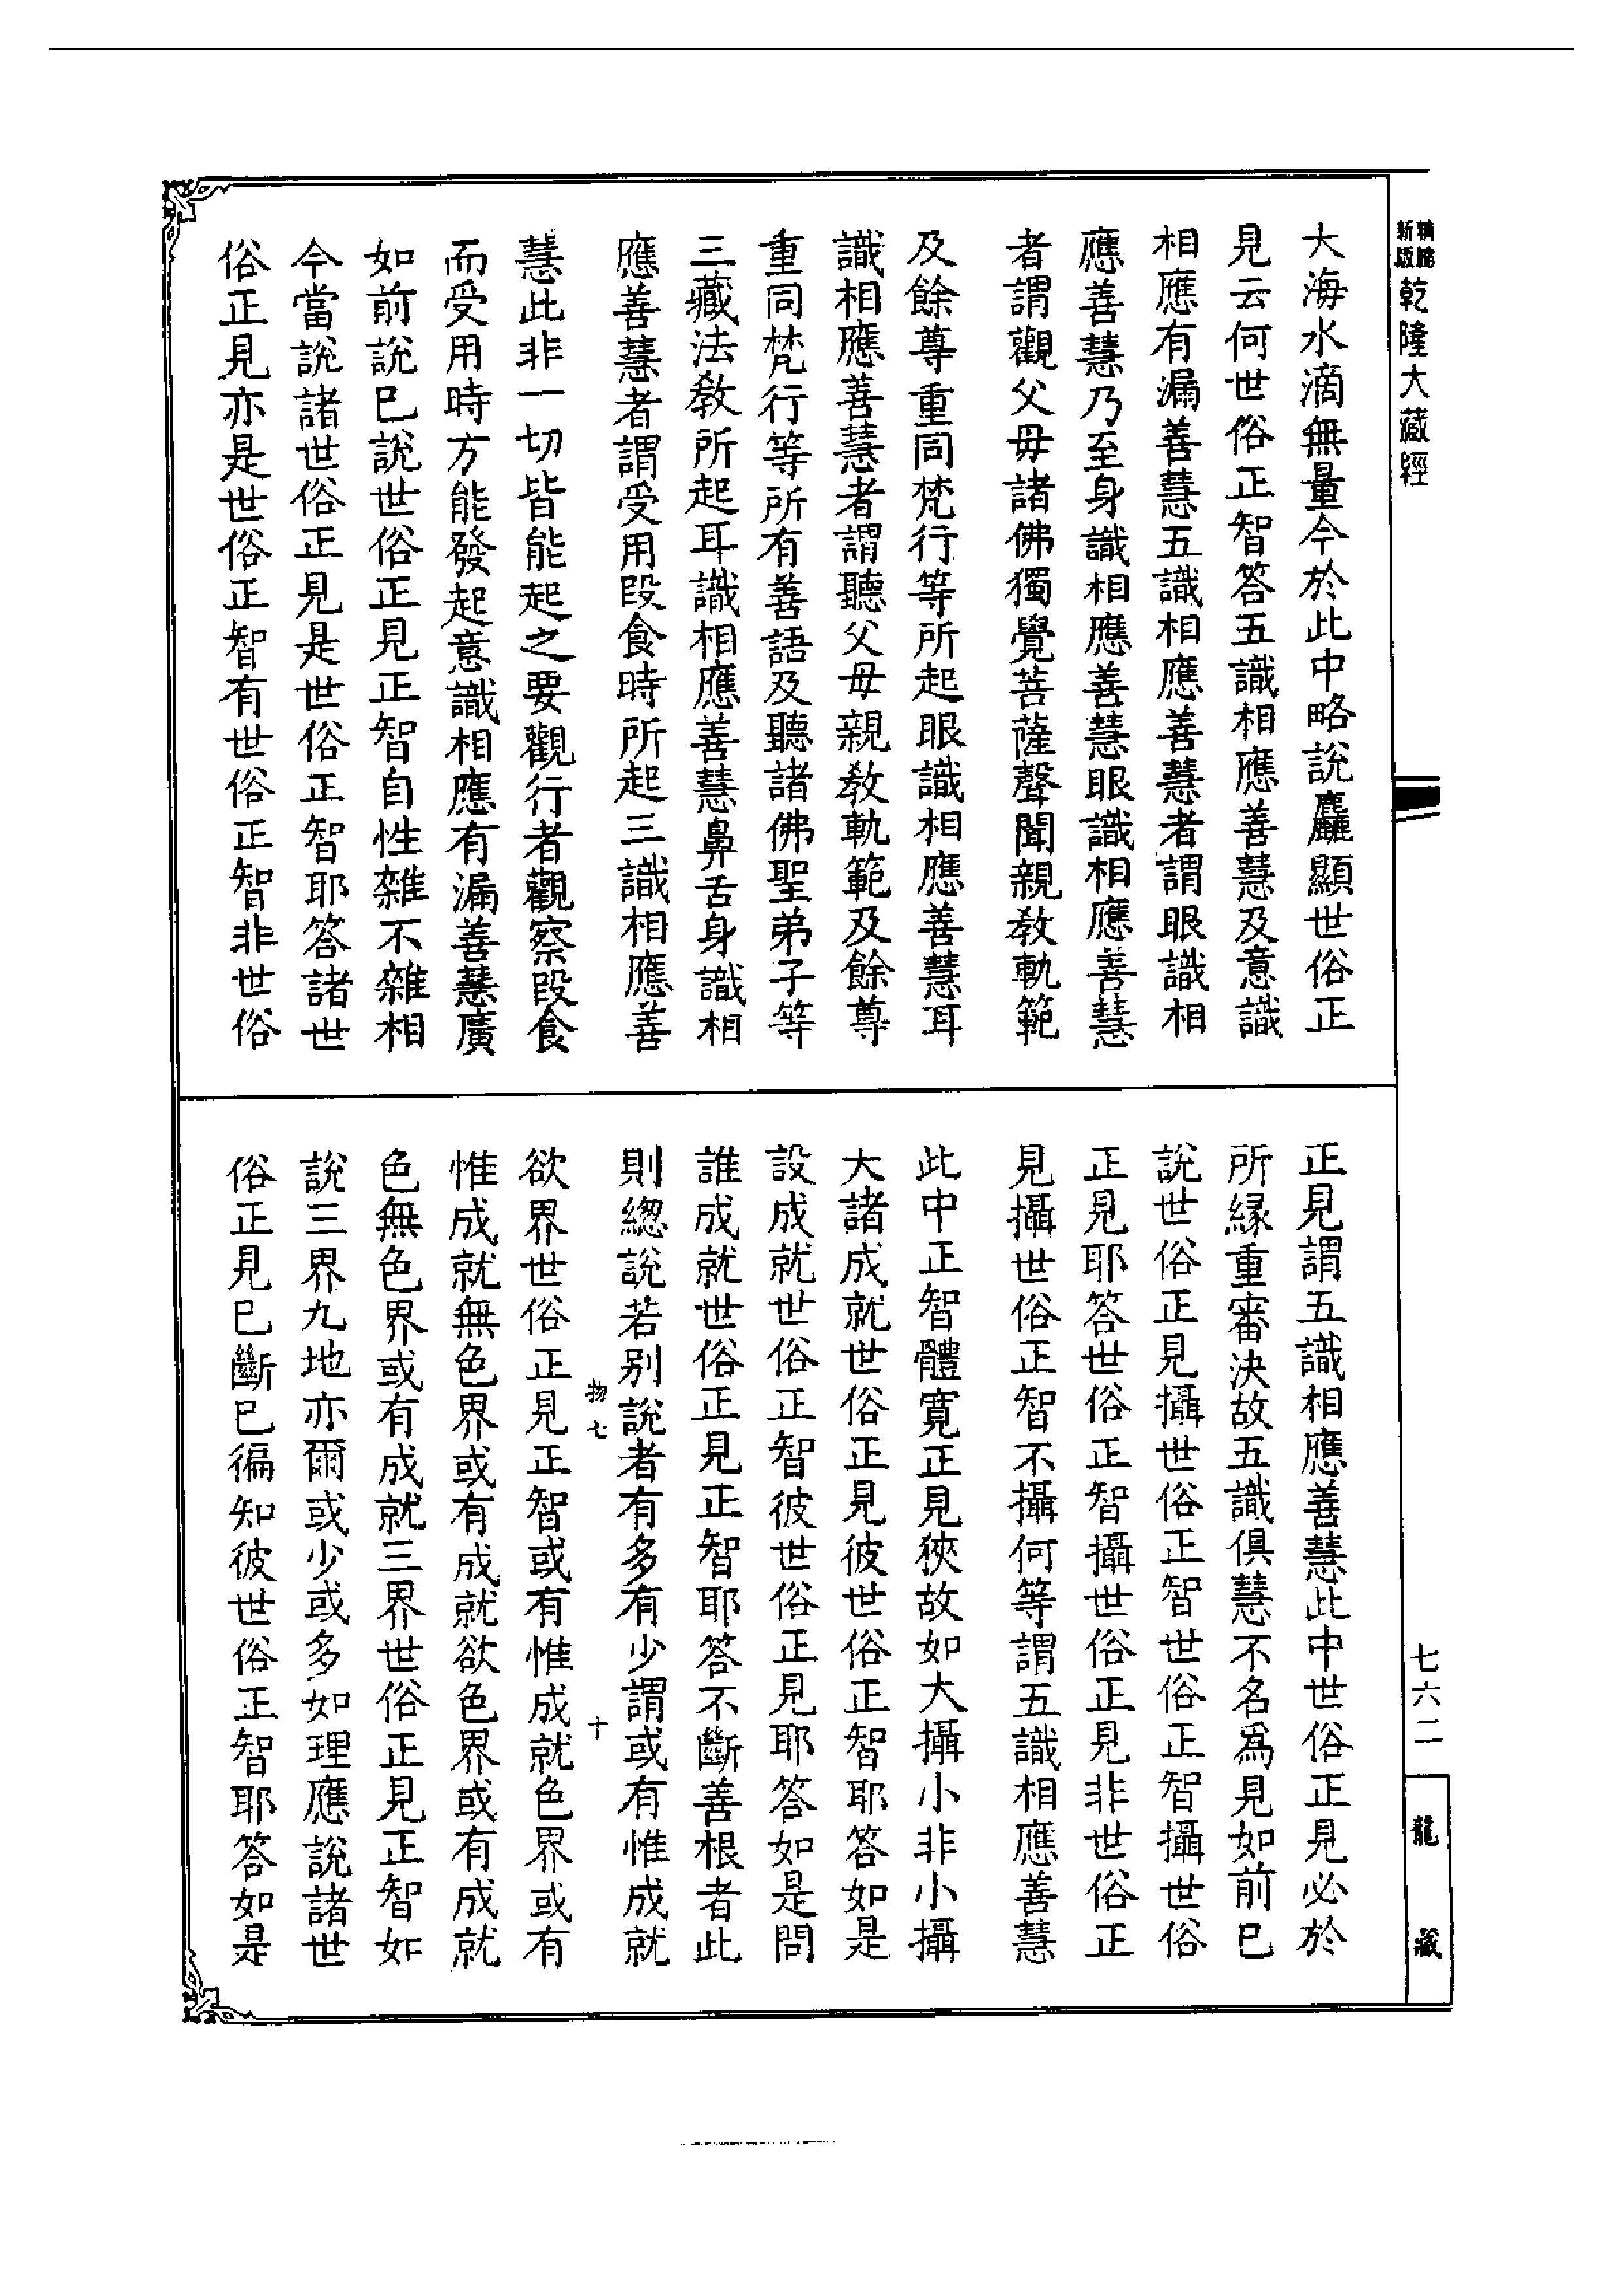 乾隆大藏經
大海水滴無量今於此中略說麤顯世俗正
見云何世俗正智答五識相應善慧及意識
相應有漏善慧五識相應善慧者謂眼識相
應善慧乃至身識相應善慧眼識相應善慧
者謂觀父毋諸佛獨覺菩薩聲聞親教軌範
及餘尊重同梵行等所起眼識相應善慧耳
識相應善慧者謂聽父毋親教軌範及餘尊
重同梵行等所有善語及聽諸佛聖弟子等
三藏法教所起耳識相應善慧鼻舌身識相
應善慧者謂受用段食時所起三識相應善
慧此非一切皆能起之要觀行者觀察段食
而受用時方能發起意識相應有漏善慧廣
如前說已說世俗正見正智自性雜不雜相
今當說諸世俗正見是世俗正智耶答諸世
俗正見亦是世俗正智有世俗正智非世俗
正見謂五識相應善慧此中世俗正見必於
所緣重審決故五識俱慧不名爲見如前已
說世俗正見攝世俗正智世俗正智攝世俗
正見耶答世俗正智攝世俗正見非世俗正
見攝世俗正智不攝何等謂五識相應善慧
此中正智體寬正見狹故如大攝小非小攝
大諸成就世俗正見彼世俗正智耶答如是
設成就世俗正智彼世俗正見耶答如是問
誰成就世俗正見正智耶答不斷善根者此
則總說若別說者有多有少謂或有惟成就
物七
十
欲界世俗正見正智或有惟成就色界或有
惟成就無色界或有成就欲色界或有成就
色無色界或有成就三界世俗正見正智如
說三界九地亦爾或少或多如理應說諸世
俗正見已斷已徧知彼世俗正智耶答如是
七六二
龍藏